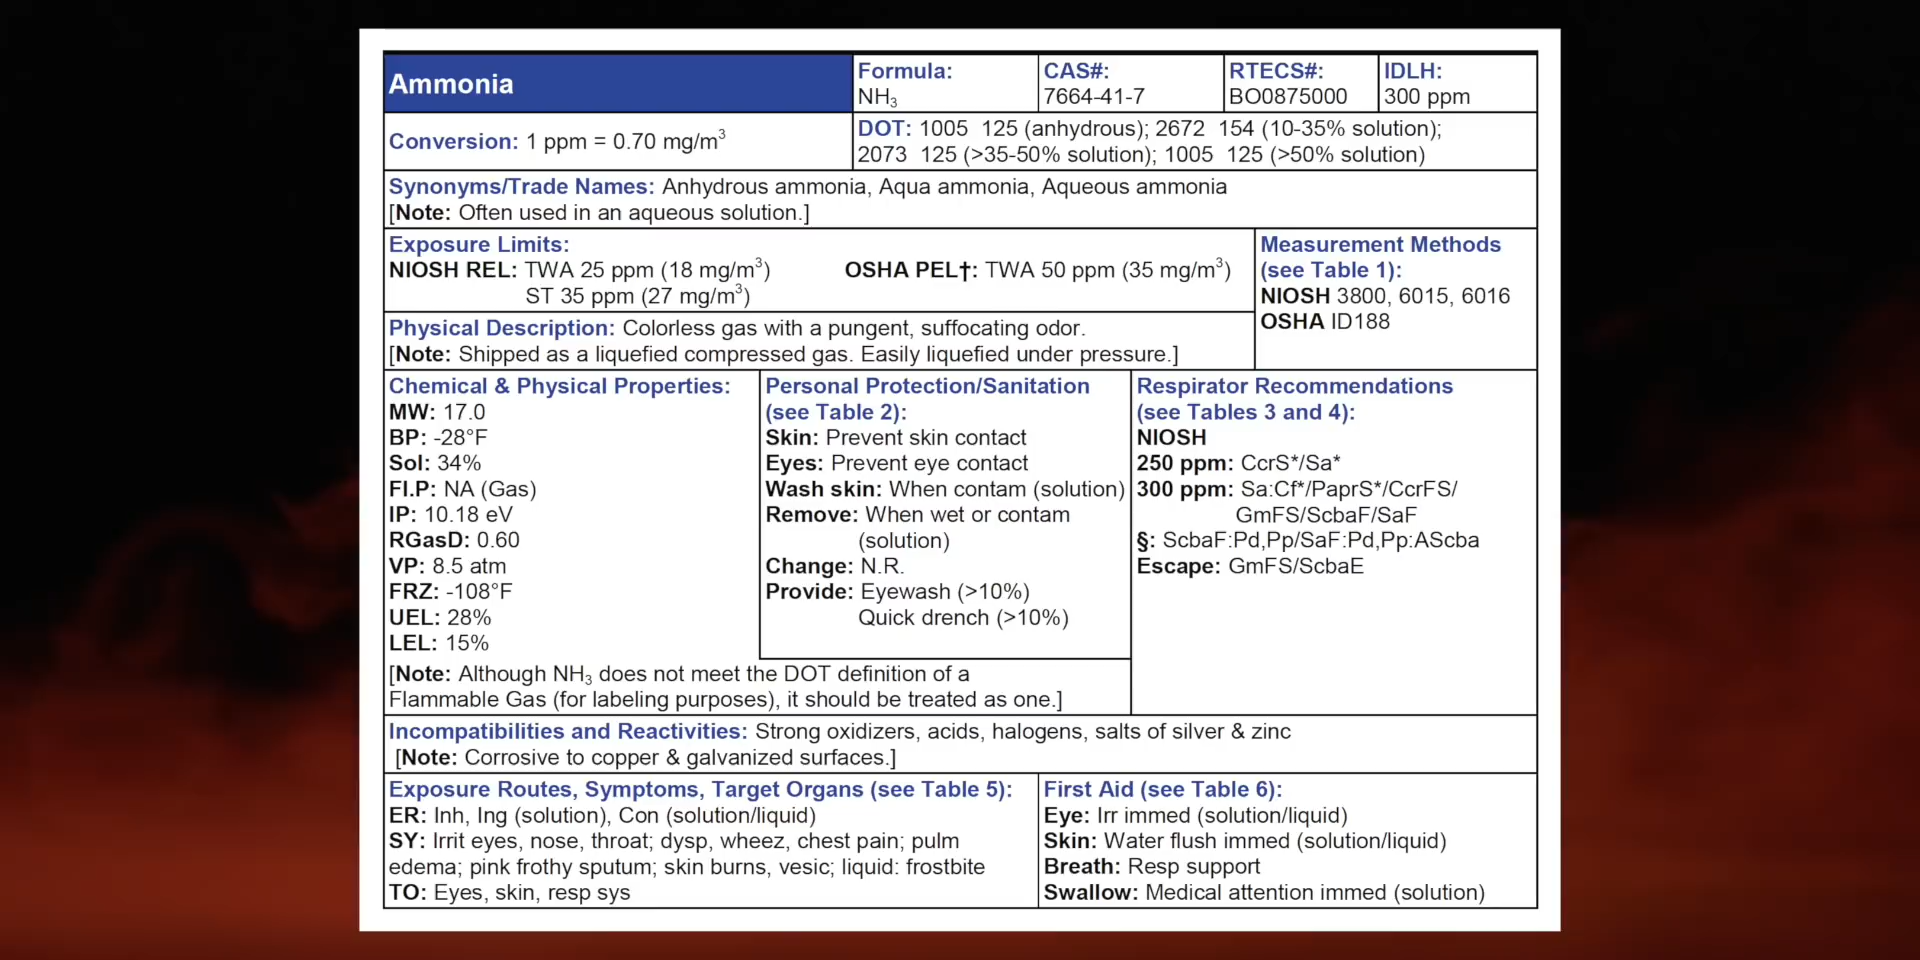 Ammonia
Formula:
NH₃
CAS#:
7664-41-7
RTECS#:
BO0875000
IDLH:
300 ppm
Conversion: 1 ppm = 0.70 mg/m³
DOT: 1005 125 (anhydrous); 2672 154 (10-35% solution);
2073 125 (>35-50% solution); 1005 125 (>50% solution)
Synonyms/Trade Names: Anhydrous ammonia, Aqua ammonia, Aqueous ammonia
[Note: Often used in an aqueous solution.]
Exposure Limits:
NIOSH REL: TWA 25 ppm (18 mg/m³)
ST 35 ppm (27 mg/m³)
OSHA PEL†: TWA 50 ppm (35 mg/m³)
Measurement Methods
(see Table 1):
NIOSH 3800, 6015, 6016
OSHA ID188
Physical Description: Colorless gas with a pungent, suffocating odor.
[Note: Shipped as a liquefied compressed gas. Easily liquefied under pressure.]
Chemical & Physical Properties:
MW: 17.0
BP: -28°F
Sol: 34%
Fl.P: NA (Gas)
IP: 10.18 eV
RGasD: 0.60
VP: 8.5 atm
FRZ: -108°F
UEL: 28%
LEL: 15%
[Note: Although NH₃ does not meet the DOT definition of a
Flammable Gas (for labeling purposes), it should be treated as one.]
Personal Protection/Sanitation
(see Table 2):
Skin: Prevent skin contact
Eyes: Prevent eye contact
Wash skin: When contam (solution)
Remove: When wet or contam
(solution)
Change: N.R.
Provide: Eyewash (>10%)
Quick drench (>10%)
Respirator Recommendations
(see Tables 3 and 4):
NIOSH
250 ppm: CcrS*/Sa*
300 ppm: Sa:Cf*/PaprS*/CcrFS/
GmFS/ScbaF/SaF
§: ScbaF:Pd,Pp/SaF:Pd,Pp:AScba
Escape: GmFS/ScbaE
Incompatibilities and Reactivities: Strong oxidizers, acids, halogens, salts of silver & zinc
[Note: Corrosive to copper & galvanized surfaces.]
Exposure Routes, Symptoms, Target Organs (see Table 5):
ER: Inh, Ing (solution), Con (solution/liquid)
SY: Irrit eyes, nose, throat; dysp, wheez, chest pain; pulm
edema; pink frothy sputum; skin burns, vesic; liquid: frostbite
TO: Eyes, skin, resp sys
First Aid (see Table 6):
Eye: Irr immed (solution/liquid)
Skin: Water flush immed (solution/liquid)
Breath: Resp support
Swallow: Medical attention immed (solution)